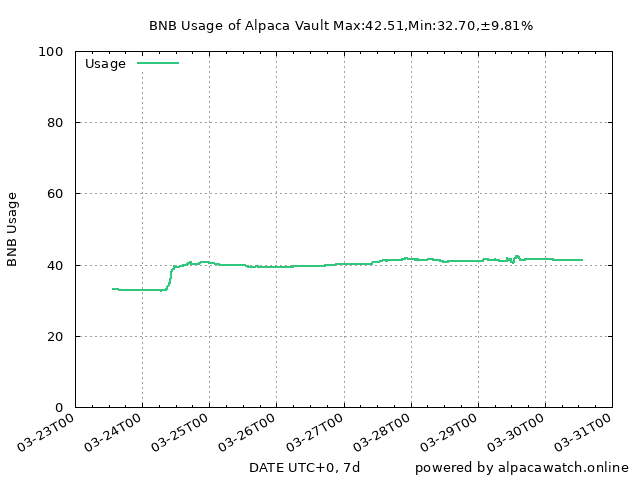 BNB Usage of Alpaca Vault Max:42.51,Min:32.70,±9.81%
Usage
100
80
60
40
20
0
BNB Usage
03-23T00
03-24T00
03-25T00
03-26T00
03-27T00
03-28T00
03-29T00
03-30T00
03-31T00
DATE UTC+0, 7d
powered by alpacawatch.online